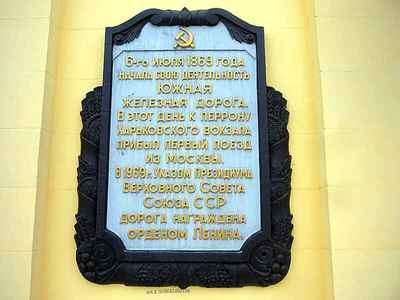 6-го июля 1869 года
начала свою деятельность
Южная
железная дорога.
В этот день к перрону
Харьковского вокзала
прибыл первый поезд
из Москвы.
В 1969 г. Указом Президиума
Верховного Совета
Союза ССР
дорога награждена
орденом Ленина.